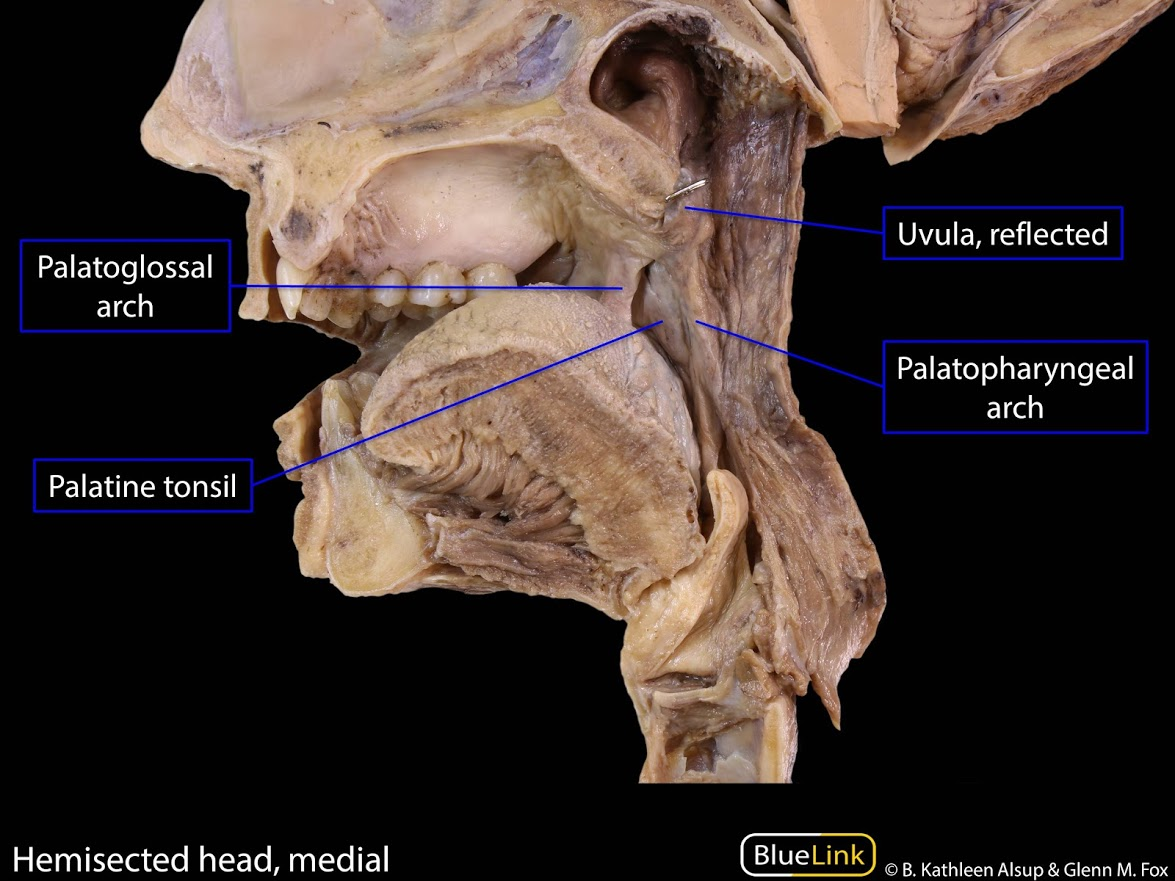 Uvula, reflected
Palatoglossal
arch
Palatopharyngeal
arch
Palatine tonsil
Hemisected head, medial
BlueLink
© B. Kathleen Alsup & Glenn M. Fox